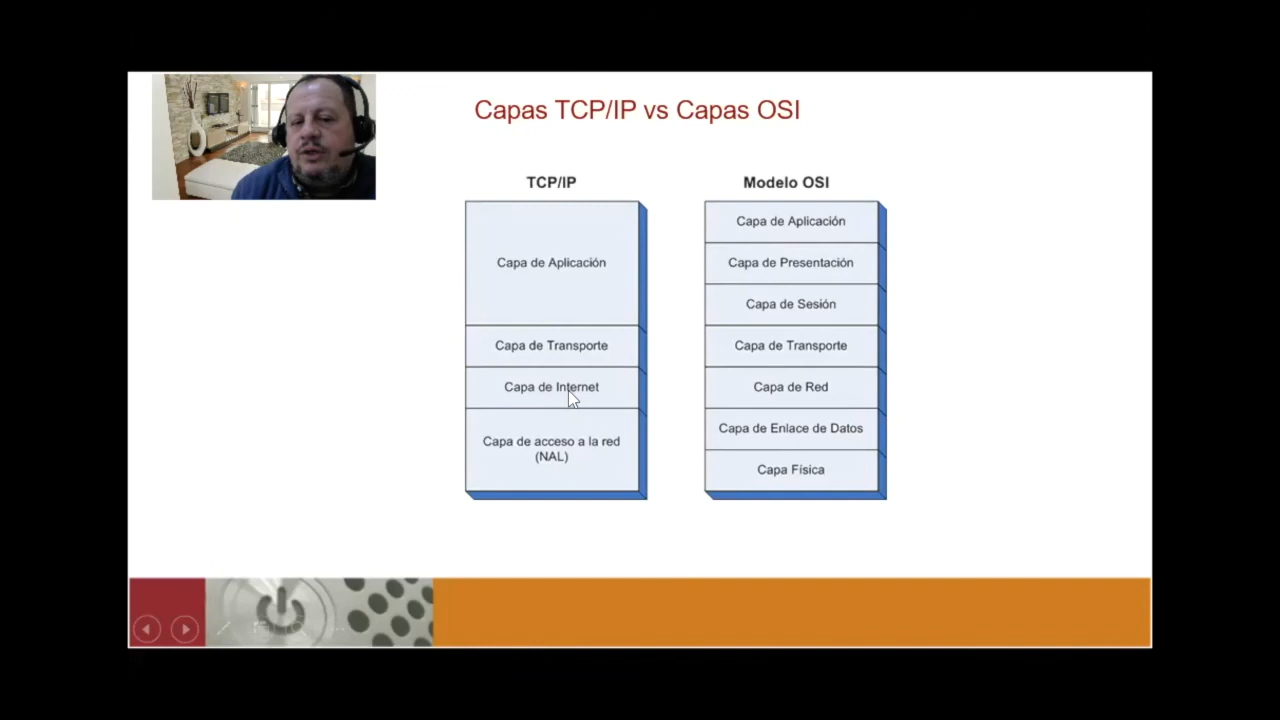 Capas TCP/IP vs Capas OSI
TCP/IP
Capa de Aplicación
Capa de Transporte
Capa de Internet
Capa de acceso a la red
(NAL)
Modelo OSI
Capa de Aplicación
Capa de Presentación
Capa de Sesión
Capa de Transporte
Capa de Red
Capa de Enlace de Datos
Capa Física